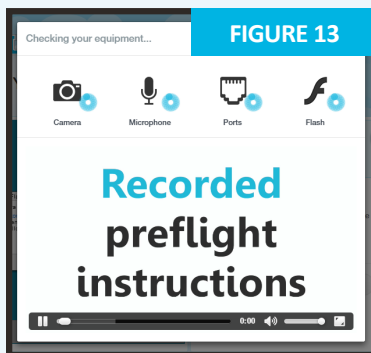 Checking your equipment...
FIGURE 13
Camera Microphone Ports Flash
Recorded
preflight
instructions
0:00